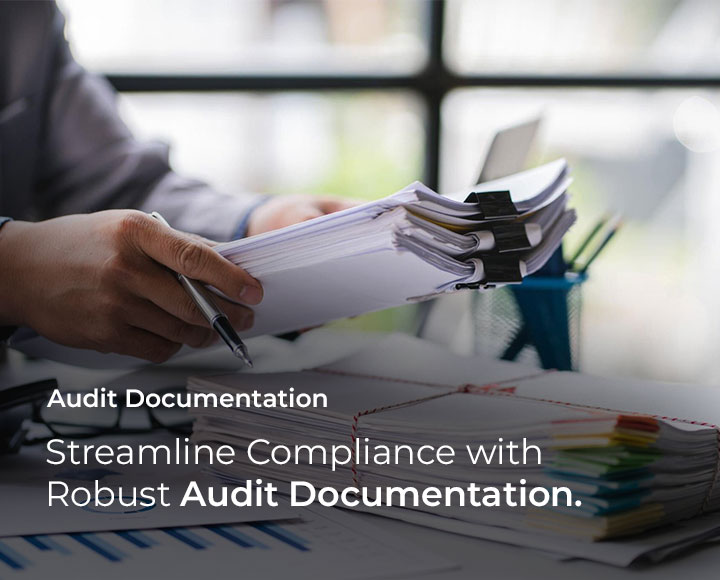 Audit Documentation
Streamline Compliance with
Robust Audit Documentation.